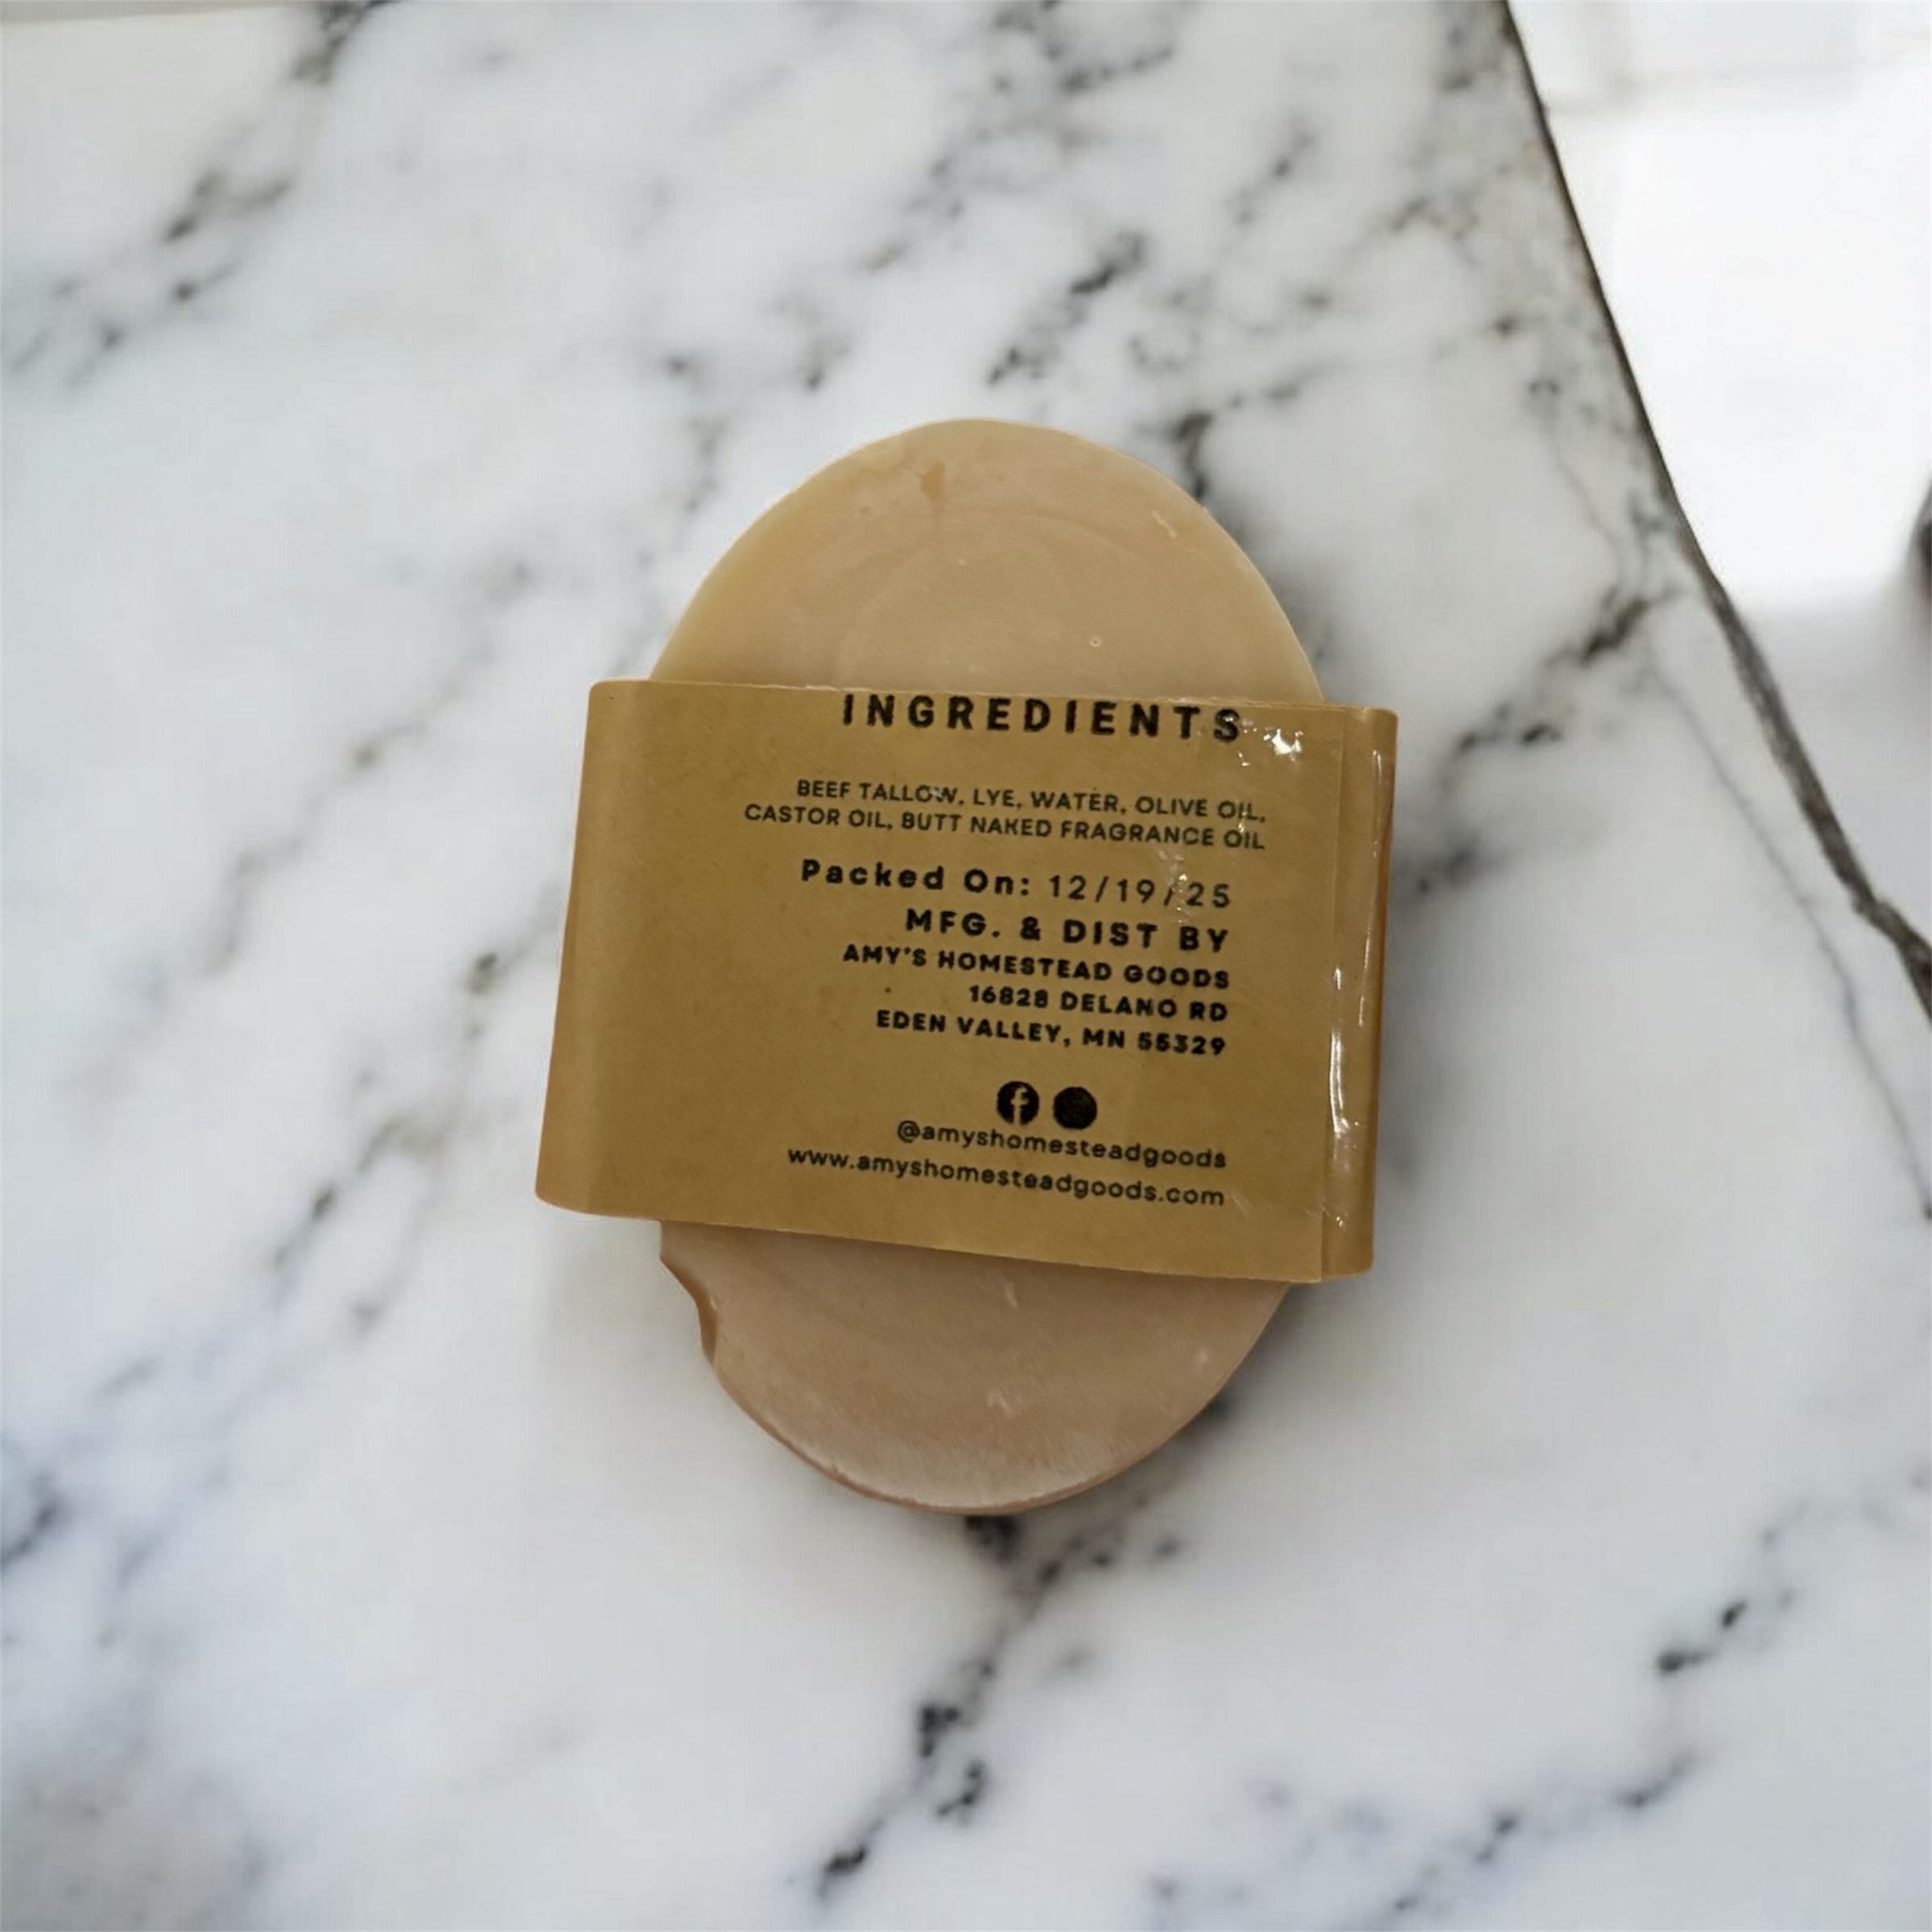 INGREDIENTS
BEEF TALLOW, LYE, WATER, OLIVE OIL,
CASTOR OIL, BUTT NAKED FRAGRANCE OIL
Packed On: 12/19/25
MFG. & DIST BY
AMY'S HOMESTEAD GOODS
16828 DELANO RD
EDEN VALLEY, MN 55329
@amyshomesteadgoods
www.amyshomesteadgoods.com